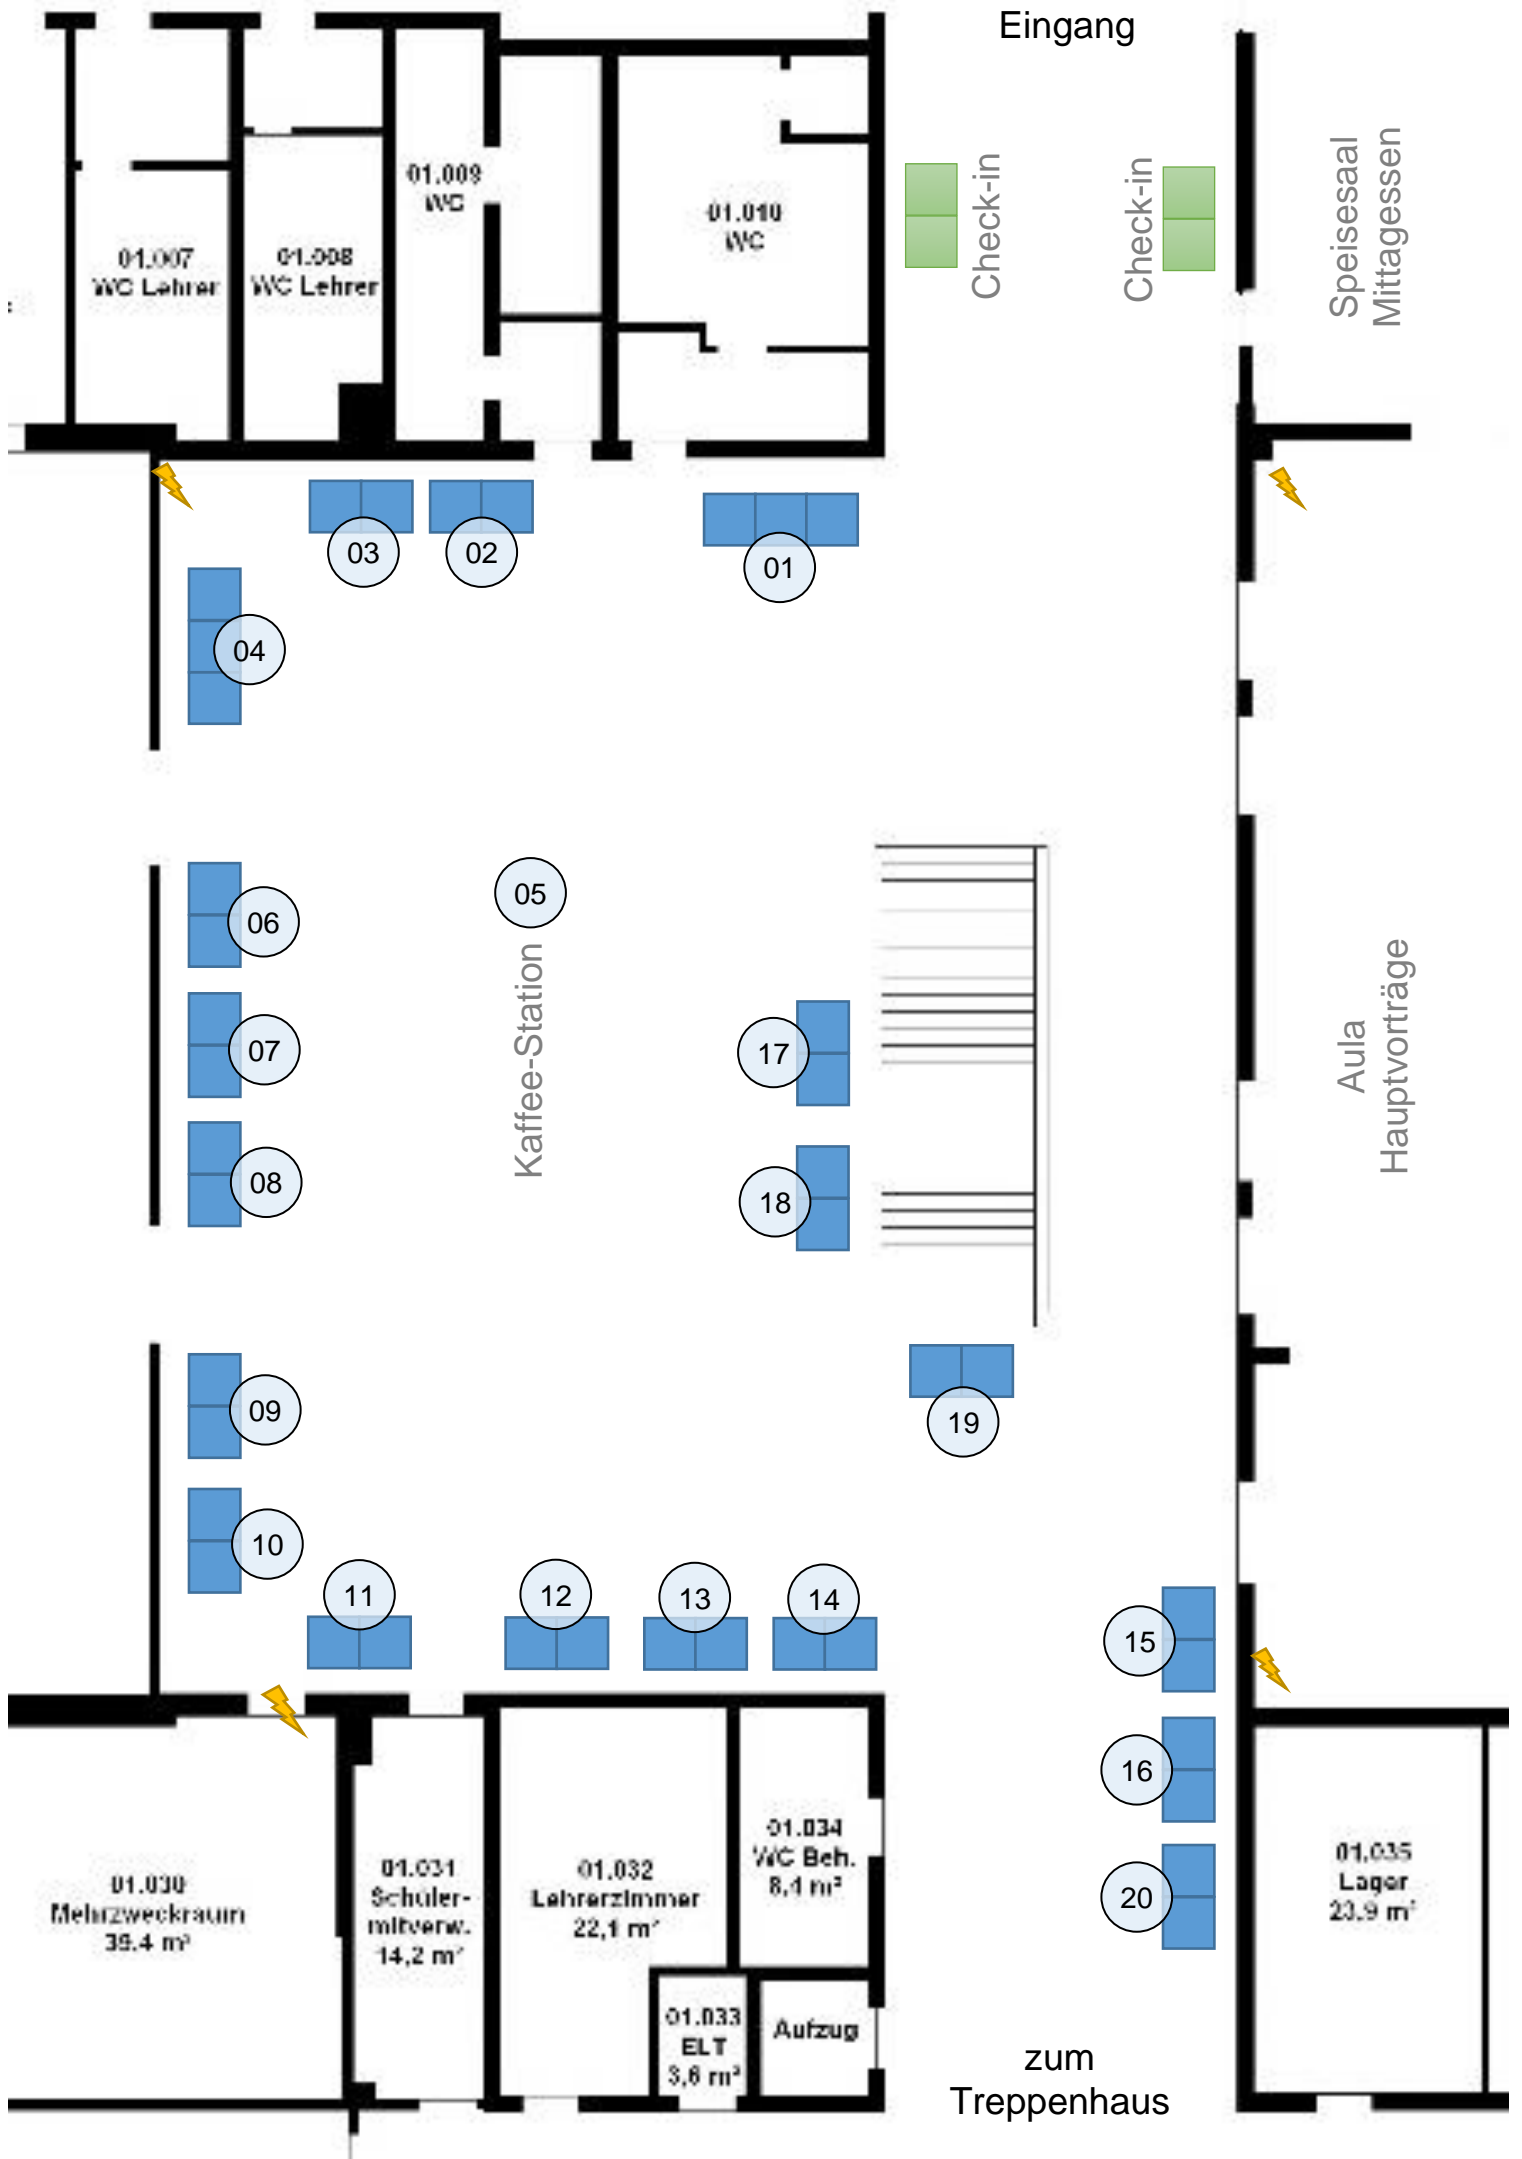 Eingang
Check-in
Check-in
Speisesaal
Mittagessen
01.009
WC
01.010
WC
01.007
WC Lehrer
01.008
WC Lehrer
03
02
01
04
05
06
Kaffee-Station
07
08
17
18
Aula
Hauptvorträge
09
19
10
11
12
13
14
15
16
20
01.030
Mehrzweckraum
39.4 m²
01.031
Schüler-
mitverw.
14,2 m²
01.032
Lehrerzimmer
22,1 m²
01.034
WC Beh.
8,4 m²
01.035
Lager
23.9 m²
01.033
ELT
3,6 m²
Aufzug
zum
Treppenhaus